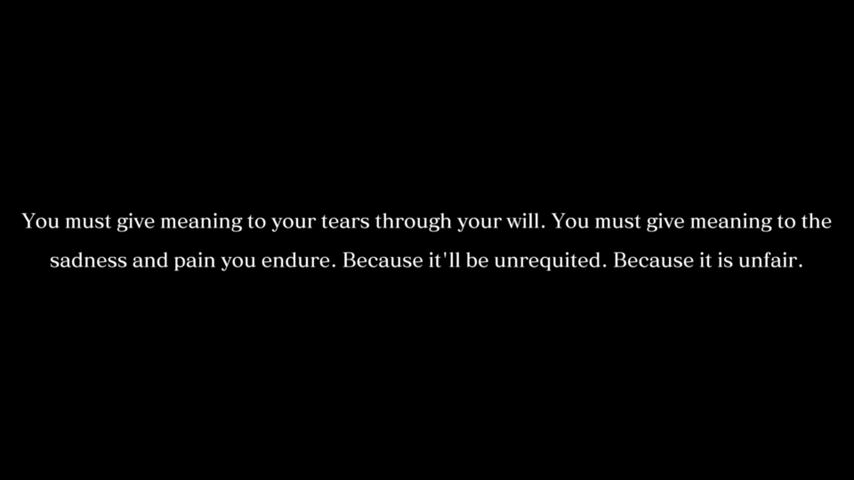 You must give meaning to your tears through your will. You must give meaning to the
sadness and pain you endure. Because it'll be unrequited. Because it is unfair.